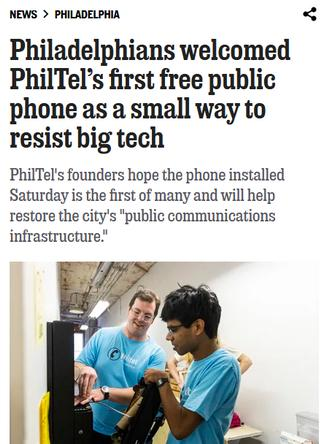 NEWS > PHILADELPHIA
Philadelphians welcomed
PhilTel’s first free public
phone as a small way to
resist big tech
PhilTel's founders hope the phone installed
Saturday is the first of many and will help
restore the city's "public communications
infrastructure."